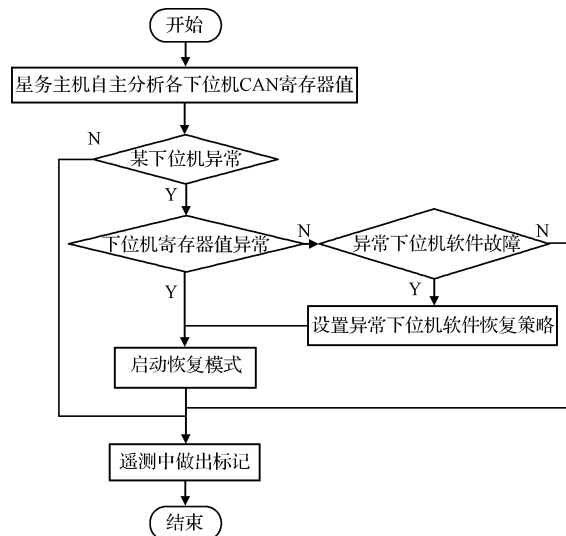 开始
星务主机自主分析各下位机CAN寄存器值
N
某下位机异常
Y
下位机寄存器值异常
N
异常下位机软件故障
N
Y
Y
设置异常下位机软件恢复策略
启动恢复模式
遥测中做出标记
结束